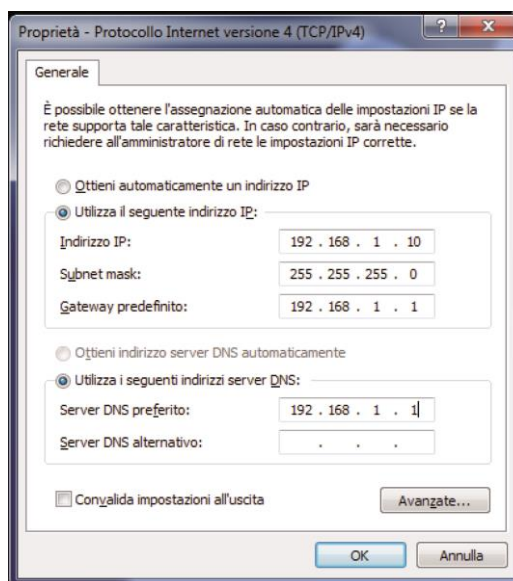 Proprietà - Protocollo Internet versione 4 (TCP/IPv4)
?
X
Generale
È possibile ottenere l'assegnazione automatica delle impostazioni IP se la
rete supporta tale caratteristica. In caso contrario, sarà necessario
richiedere all'amministratore di rete le impostazioni IP corrette.
Ottieni automaticamente un indirizzo IP
Utilizza il seguente indirizzo IP:
Indirizzo IP: 192 . 168 . 1 . 10
Subnet mask: 255 . 255 . 255 . 0
Gateway predefinito: 192 . 168 . 1 . 1
Ottieni indirizzo server DNS automaticamente
Utilizza i seguenti indirizzi server DNS:
Server DNS preferito: 192 . 168 . 1 . 1
Server DNS alternativo: . . .
Convalida impostazioni all'uscita
Avanzate...
OK Annulla